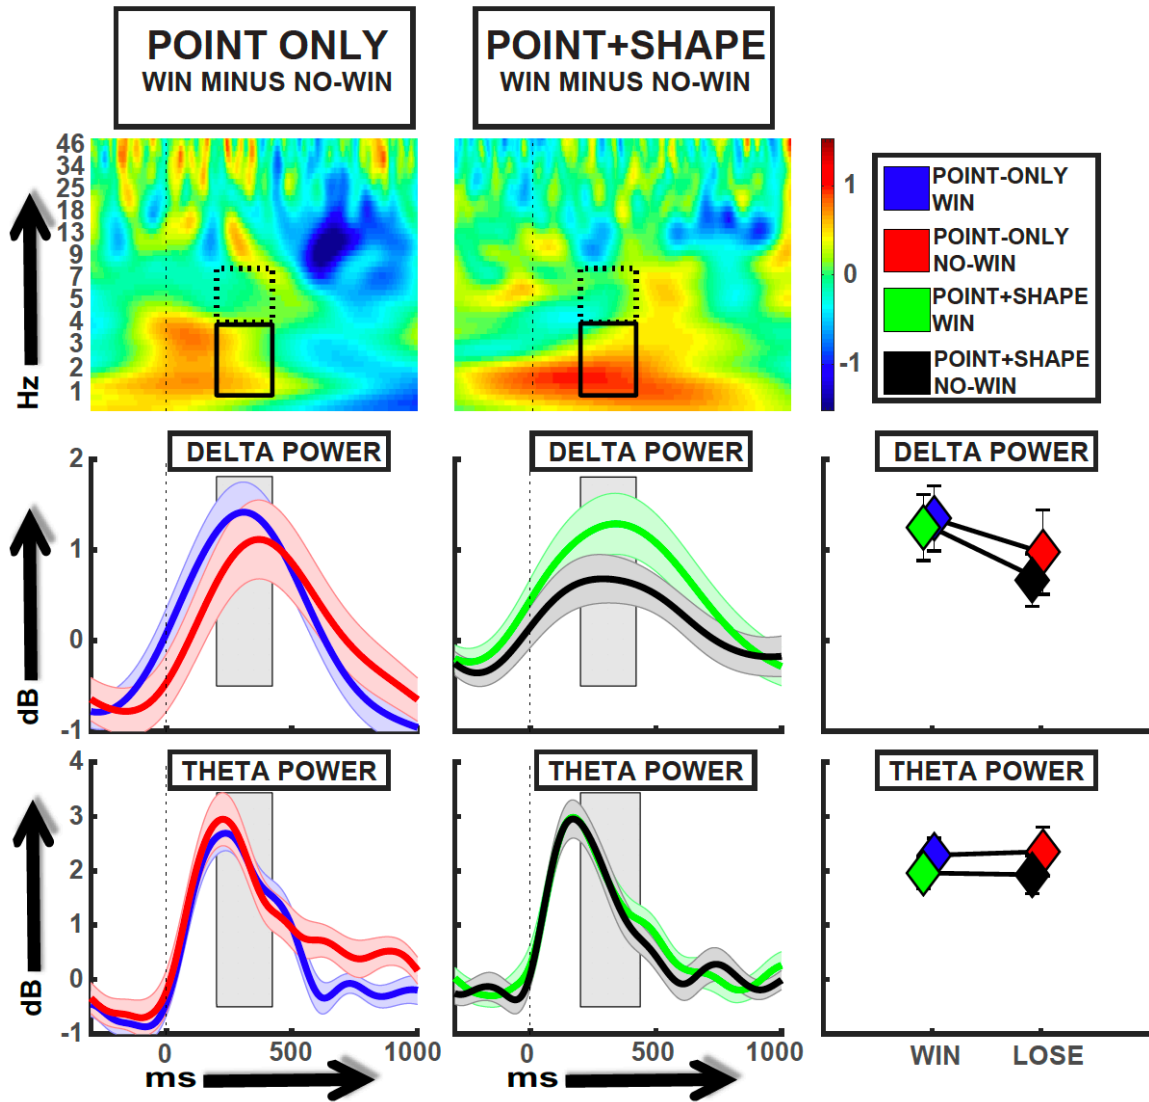 POINT ONLY
WIN MINUS NO-WIN
POINT+SHAPE
WIN MINUS NO-WIN
46
34
25
18
13
9
7
5
4
3
2
1
Hz
1
0
-1
POINT-ONLY
WIN
POINT-ONLY
NO-WIN
POINT+SHAPE
WIN
POINT+SHAPE
NO-WIN
DELTA POWER
DELTA POWER
DELTA POWER
2
1
0
-1
dB
THETA POWER
THETA POWER
THETA POWER
4
3
2
1
0
-1
dB
0
500
1000
ms
0
500
1000
ms
WIN
LOSE